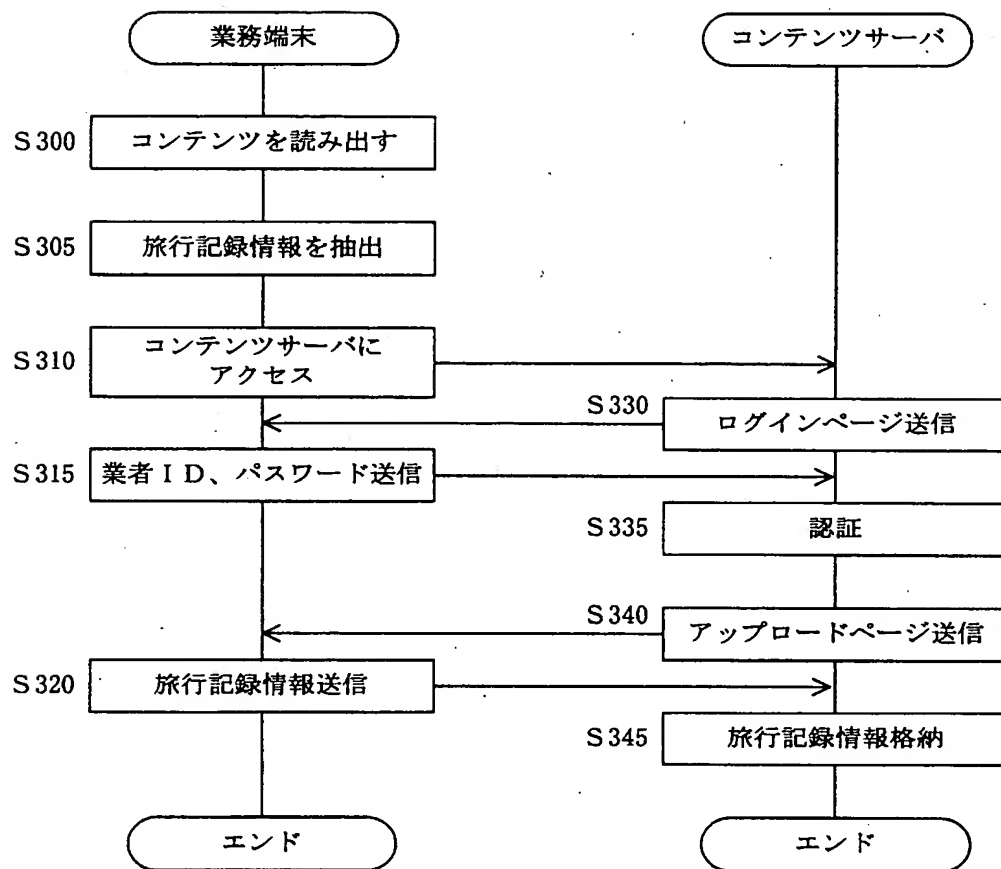 業務端末
コンテンツサーバ
S300
コンテンツを読み出す
S305
旅行記録情報を抽出
S310
コンテンツサーバに
アクセス
S330
ログインページ送信
S315
業者ID、パスワード送信
S335
認証
S340
アップロードページ送信
S320
旅行記録情報送信
S345
旅行記録情報格納
エンド
エンド